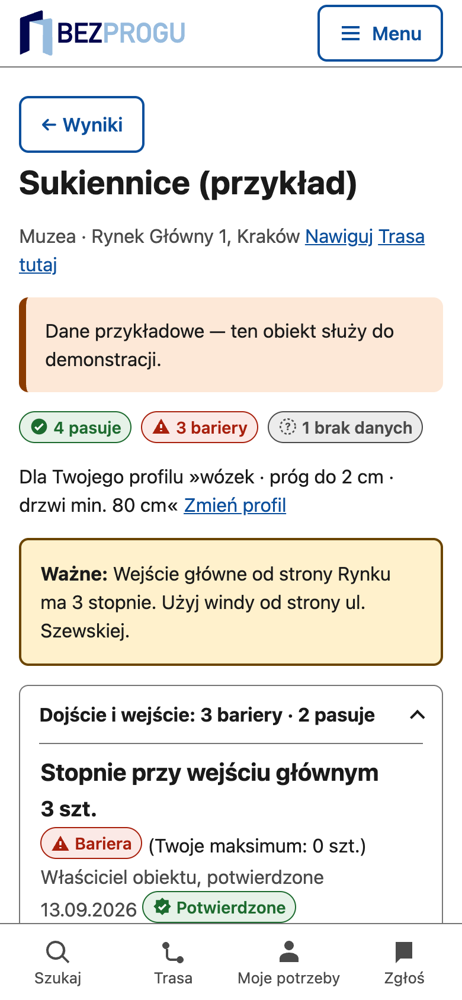 BEZPROGU
Menu
← Wyniki
Sukiennice (przykład)
Muzea · Rynek Główny 1, Kraków Nawiguj Trasa
tutaj
Dane przykładowe — ten obiekt służy do
demonstracji.
4 pasuje
3 bariery
1 brak danych
Dla Twojego profilu »wózek · próg do 2 cm ·
drzwi min. 80 cm« Zmień profil
Ważne: Wejście główne od strony Rynku
ma 3 stopnie. Użyj windy od strony ul.
Szewskiej.
Dojście i wejście: 3 bariery · 2 pasuje
Stopnie przy wejściu głównym
3 szt.
Bariera (Twoje maksimum: 0 szt.)
Właściciel obiektu, potwierdzone
13.09.2026 Potwierdzone
Szukaj
Trasa
Moje potrzeby
Zgłoś